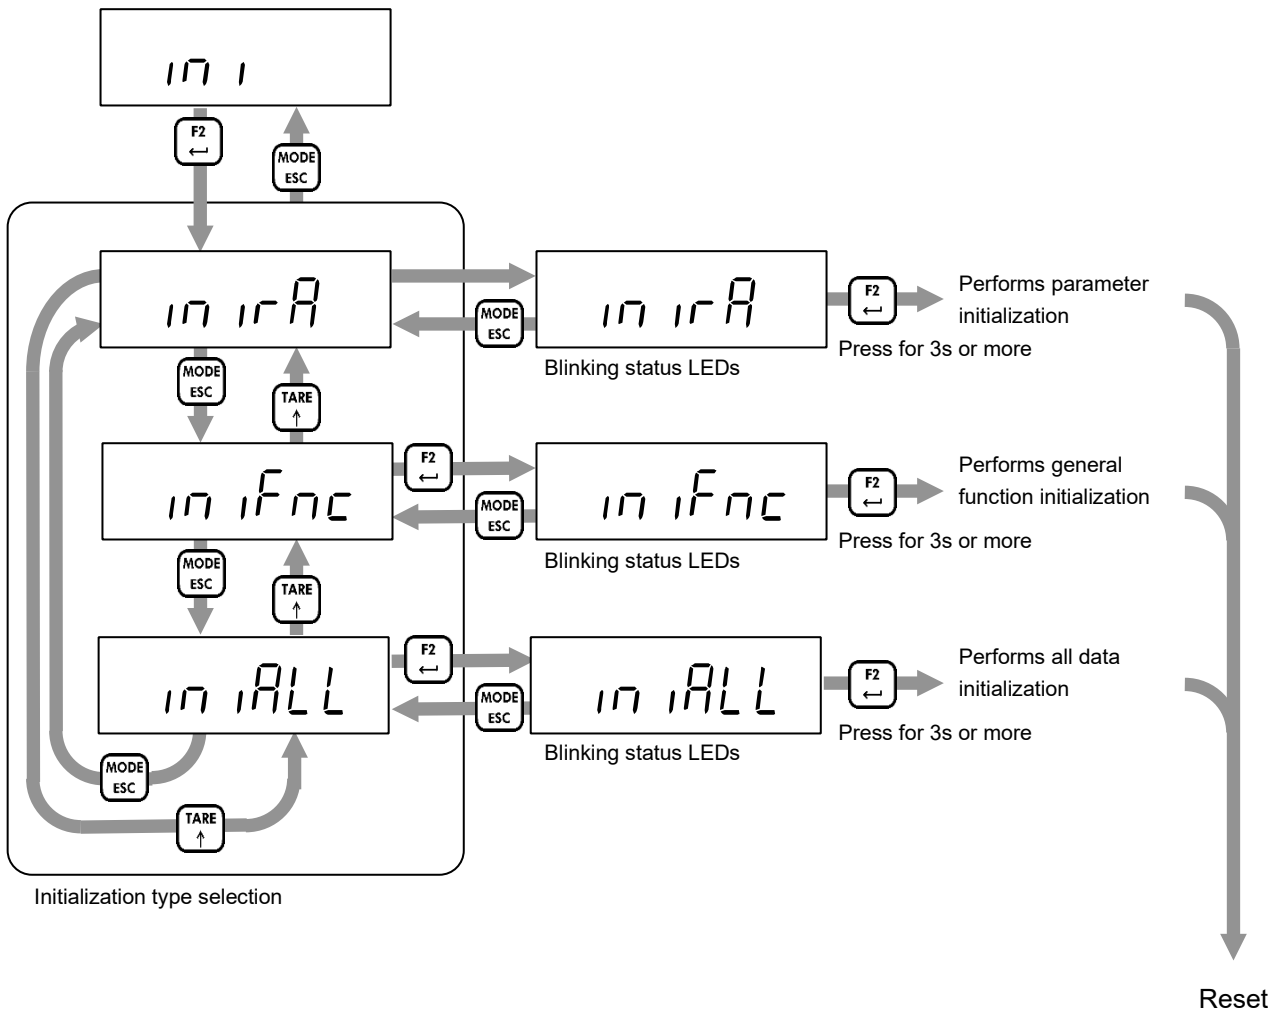 ini
F2
MODE
ESC
inirA
inirA
MODE
ESC
F2
Performs parameter
initialization
Press for 3s or more
Blinking status LEDs
MODE
ESC
TARE
↑
iniFnc
F2
MODE
ESC
iniFnc
F2
Performs general
function initialization
Press for 3s or more
Blinking status LEDs
MODE
ESC
TARE
↑
iniALL
F2
MODE
ESC
iniALL
F2
Performs all data
initialization
Press for 3s or more
Blinking status LEDs
MODE
ESC
TARE
↑
Initialization type selection
Reset